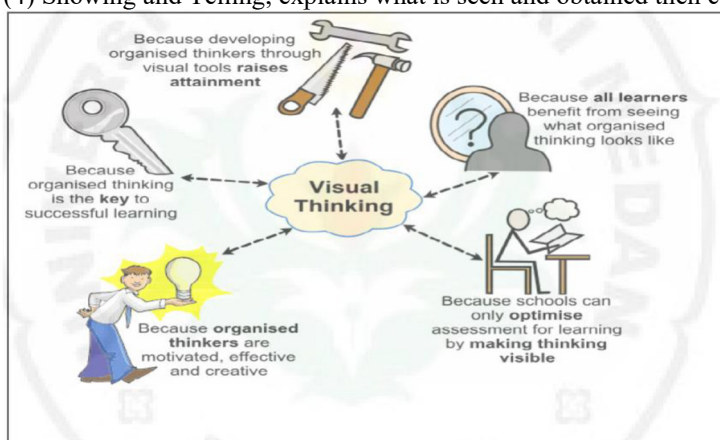 (4) Showing and Telling, explains what is seen and obtained then
Because developing
organised thinkers through
visual tools raises
attainment
Because all learners
benefit from seeing
what organised
thinking looks like
?
Because
organised thinking
is the key to
successful learning
Visual
Thinking
Because organised
thinkers are
motivated, effective
and creative
Because schools can
only optimise
assessment for learning
by making thinking
visible